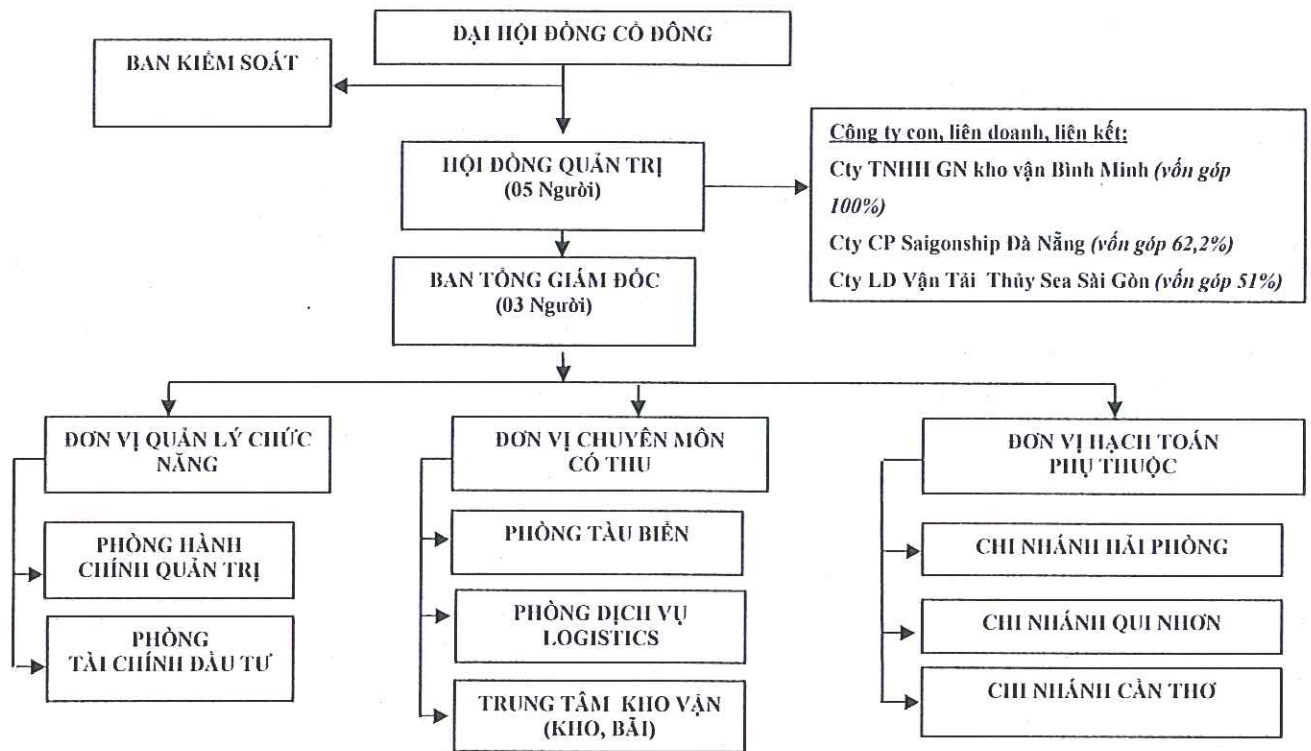 ĐẠI HỘI ĐỒNG CỔ ĐÔNG
BAN KIỂM SOÁT
HỘI ĐỒNG QUẢN TRỊ
(05 Người)
Công ty con, liên doanh, liên kết:
Cty TNHH GN kho vận Bình Minh (vốn góp
100%)
Cty CP Saigonship Đà Nẵng (vốn góp 62,2%)
Cty LD Vận Tải Thủy Sea Sài Gòn (vốn góp 51%)
BAN TỔNG GIÁM ĐỐC
(03 Người)
ĐƠN VỊ QUẢN LÝ CHỨC
NĂNG
PHÒNG HÀNH
CHÍNH QUẢN TRỊ
PHÒNG
TÀI CHÍNH ĐẦU TƯ
ĐƠN VỊ CHUYÊN MÔN
CÓ THU
PHÒNG TÀU BIỂN
PHÒNG DỊCH VỤ
LOGISTICS
TRUNG TÂM KHO VẬN
(KHO, BÃI)
ĐƠN VỊ HẠCH TOÁN
PHỤ THUỘC
CHI NHÁNH HẢI PHÒNG
CHI NHÁNH QUI NHƠN
CHI NHÁNH CẦN THƠ